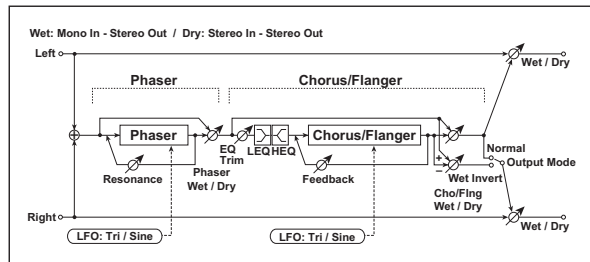 Wet: Mono In - Stereo Out / Dry: Stereo In - Stereo Out
Left
Wet / Dry
Phaser
Chorus/Flanger
Phaser
EQ
Trim
LEQ
HEQ
Chorus/Flanger
Normal
Output Mode
Resonance
Phaser
Wet / Dry
Feedback
+
−
Wet Invert
Cho/Flng
Wet / Dry
Right
Wet / Dry
LFO: Tri / Sine
LFO: Tri / Sine